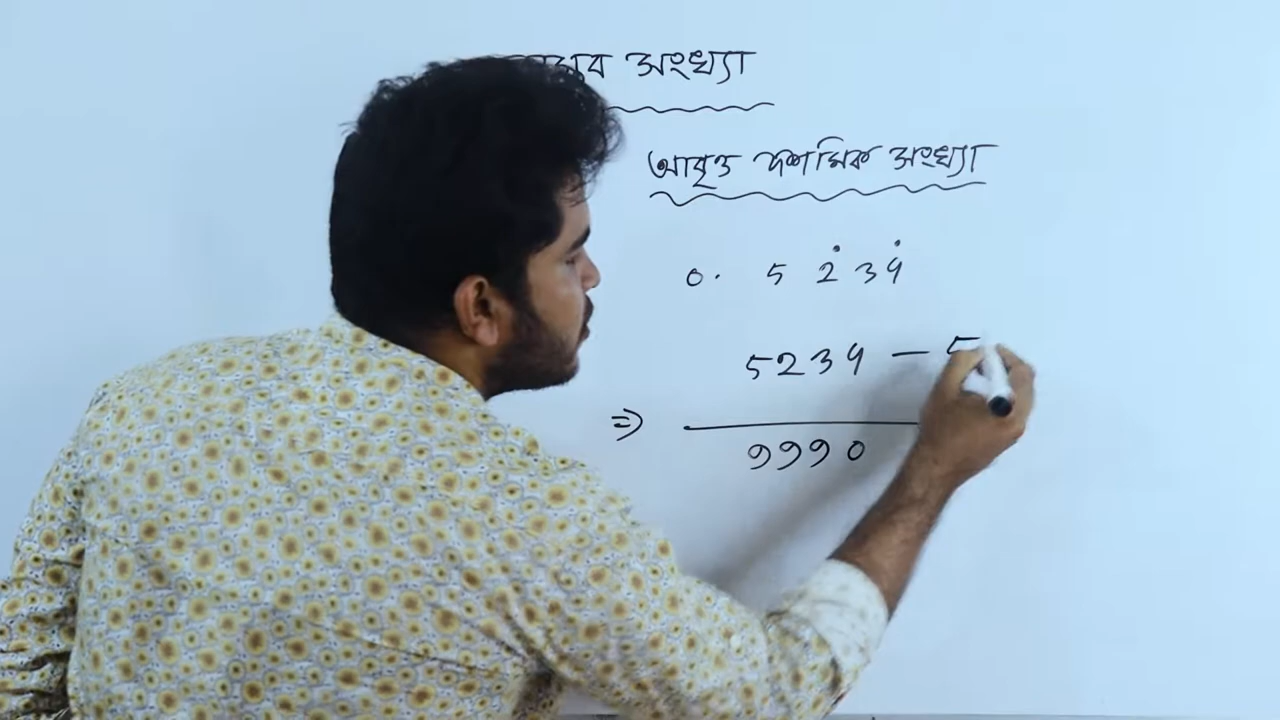 সংখ্যা
আবৃত্ত দশমিক সংখ্যা
0. 5 2̇ 3 4̇
5234 — 5
⇒
9990